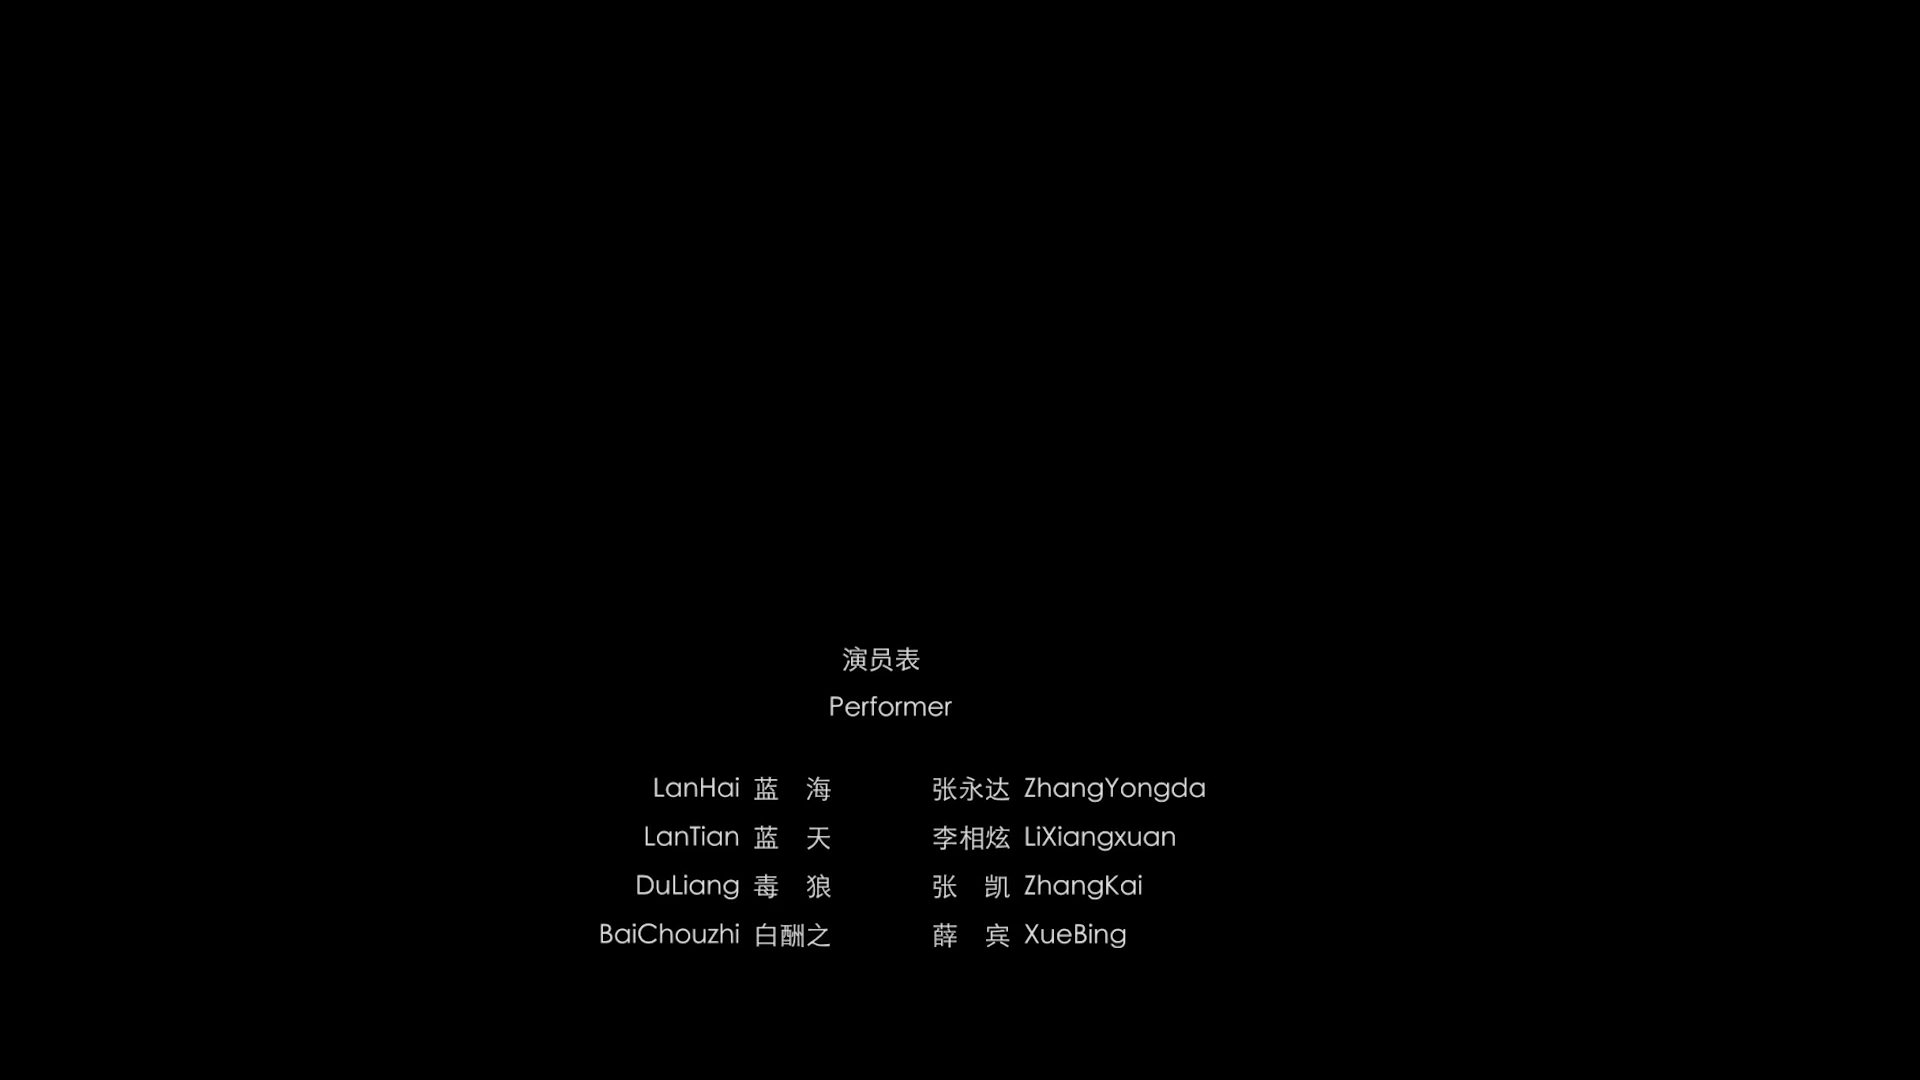 演员表
Performer
LanHai 蓝 海 张永达 ZhangYongda
LanTian 蓝 天 李相炫 LiXiangxuan
DuLiang 毒 狼 张 凯 ZhangKai
BaiChouzhi 白酬之 薛 宾 XueBing